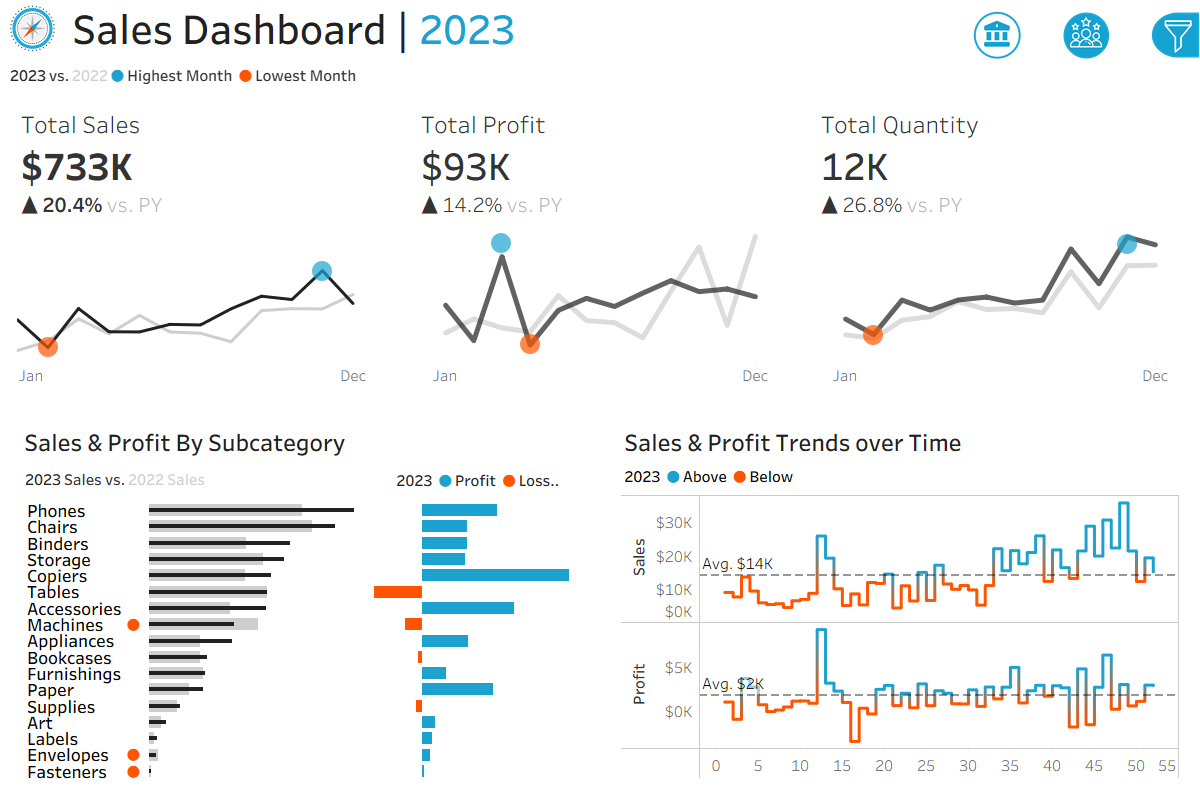 Sales Dashboard | 2023
2023 vs. 2022 Highest Month Lowest Month
Total Sales
$733K
▲ 20.4% vs. PY
Jan Dec
Total Profit
$93K
▲ 14.2% vs. PY
Jan Dec
Total Quantity
12K
▲ 26.8% vs. PY
Jan Dec
Sales & Profit By Subcategory
2023 Sales vs. 2022 Sales
2023 Profit Loss..
Phones
Chairs
Binders
Storage
Copiers
Tables
Accessories
Machines
Appliances
Bookcases
Furnishings
Paper
Supplies
Art
Labels
Envelopes
Fasteners
Sales & Profit Trends over Time
2023 Above Below
Sales
$30K
$20K
$10K
$0K
Avg. $14K
Profit
$5K
$0K
Avg. $2K
0 5 10 15 20 25 30 35 40 45 50 55